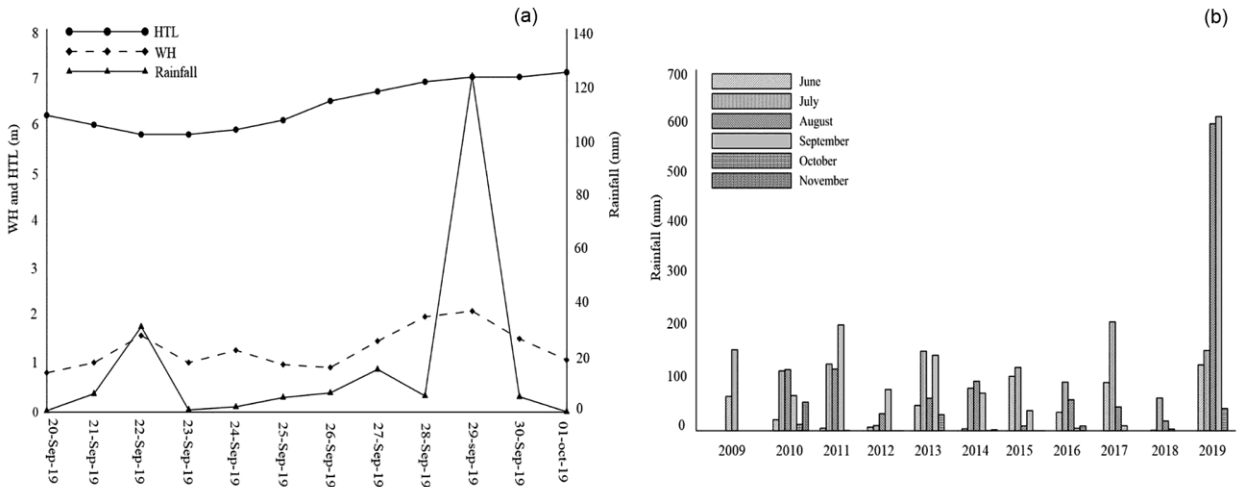 (a)
HTL
WH
Rainfall
WH and HTL (m)
8
7
6
5
4
3
2
1
0
140
120
100
80
60
40
20
0
Rainfall (mm)
20-Sep-19
21-Sep-19
22-Sep-19
23-Sep-19
24-Sep-19
25-Sep-19
26-Sep-19
27-Sep-19
28-Sep-19
29-sep-19
30-Sep-19
01-oct-19
(b)
June
July
August
September
October
November
Rainfall (mm)
700
600
500
400
300
200
100
0
2009 2010 2011 2012 2013 2014 2015 2016 2017 2018 2019